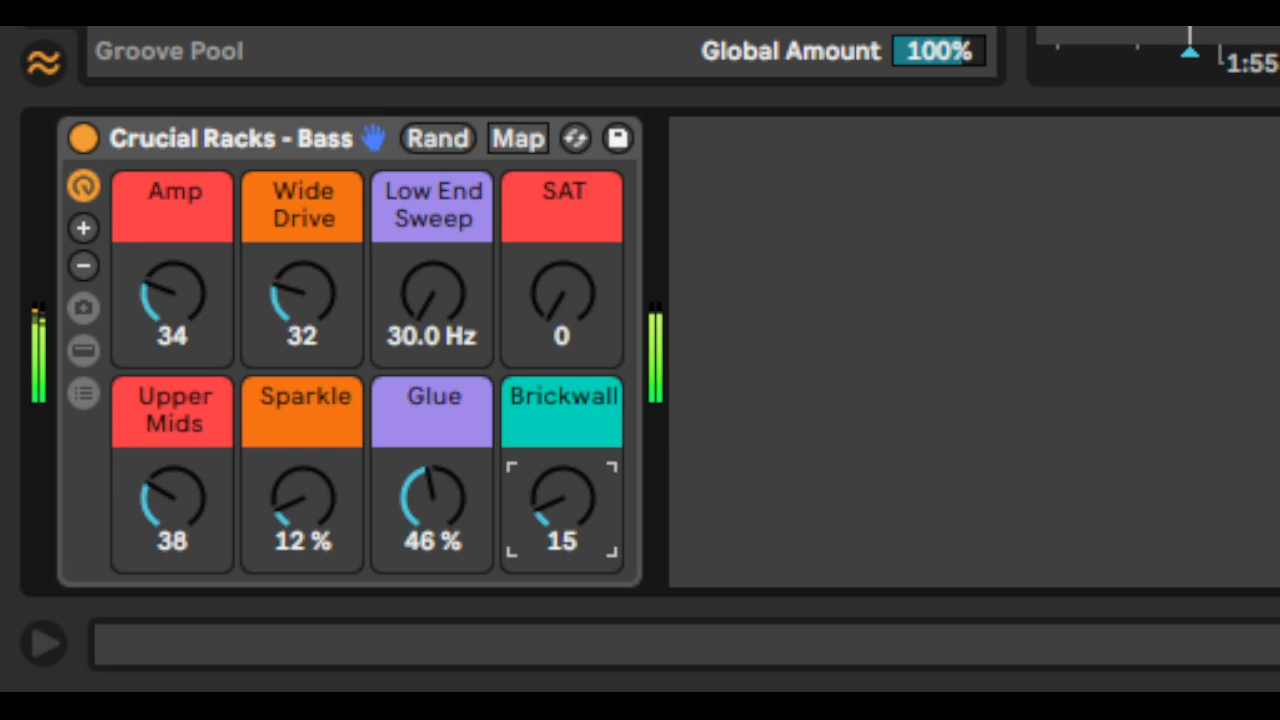 Groove Pool
Global Amount 100%
1:55
Crucial Racks - Bass Rand Map
Amp
Wide
Drive
Low End
Sweep
SAT
34
32
30.0 Hz
0
Upper
Mids
Sparkle
Glue
Brickwall
38
12 %
46 %
15